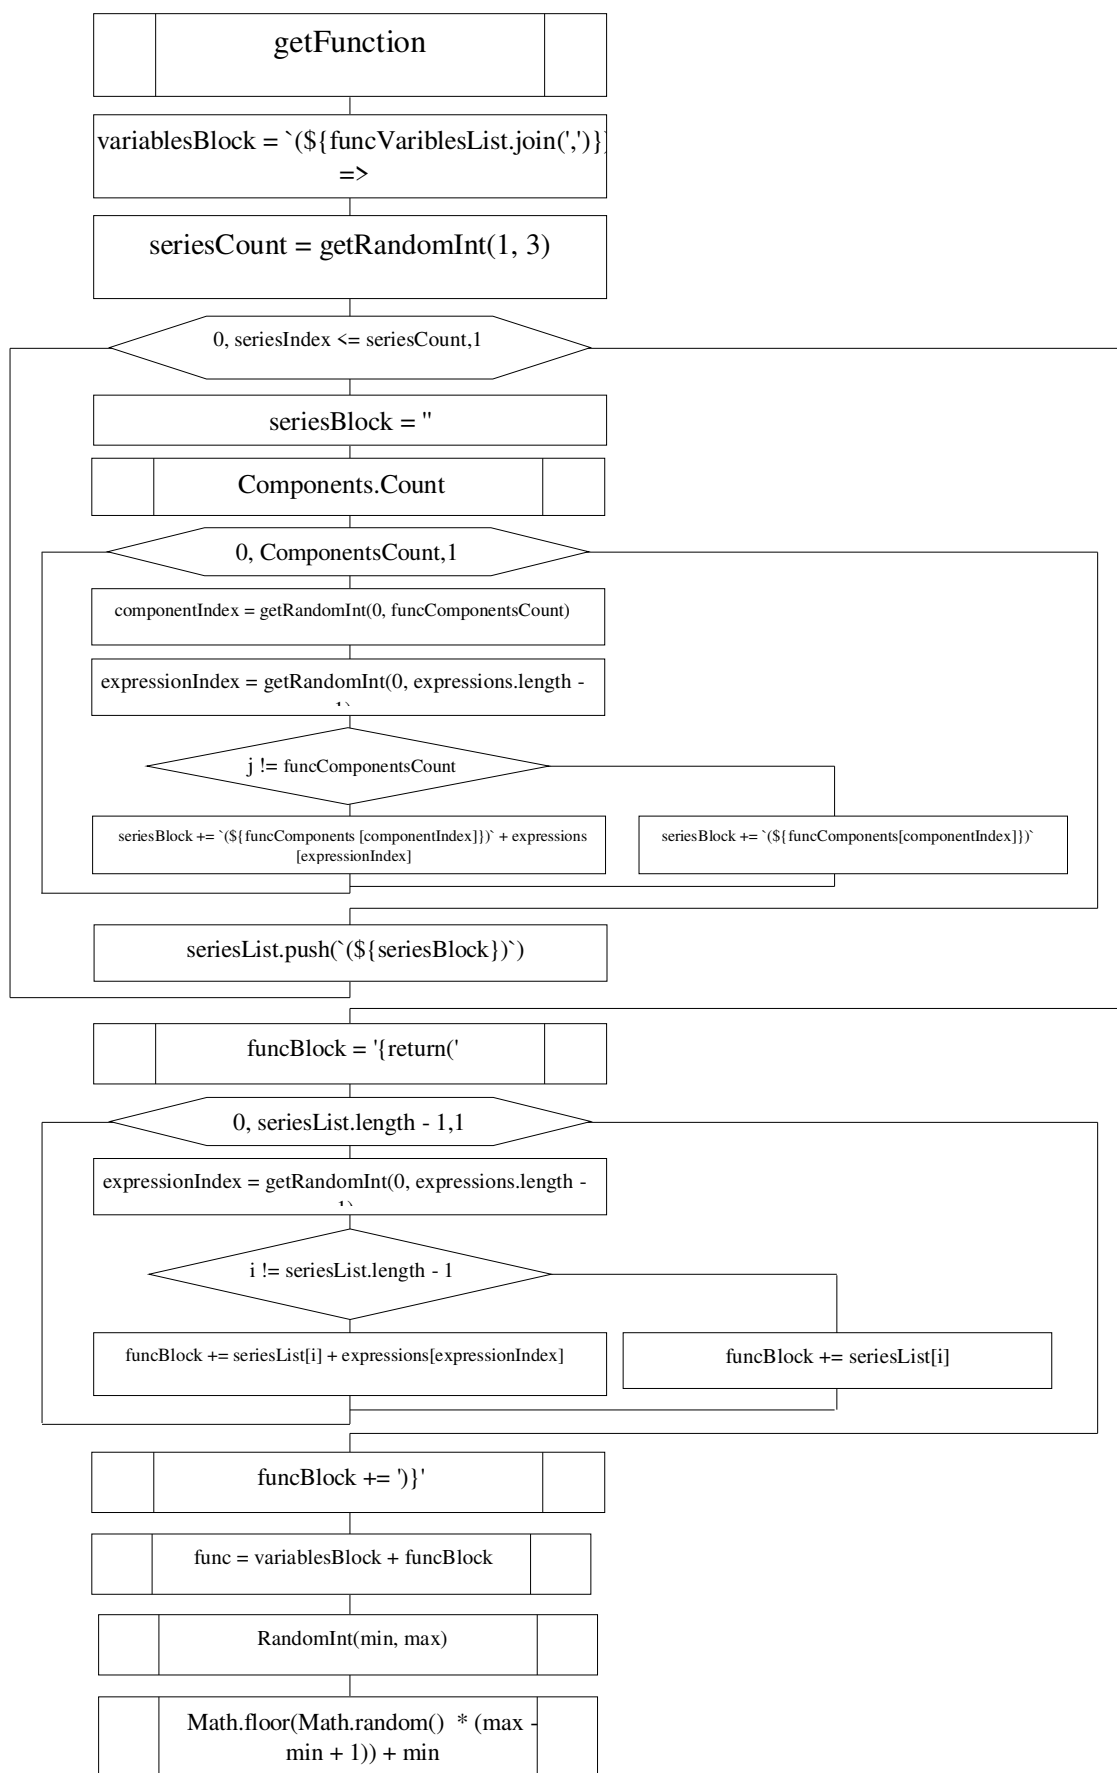 getFunction
variablesBlock = `(${funcVariblesList.join(',')})
=>
seriesCount = getRandomInt(1, 3)
0, seriesIndex <= seriesCount,1
seriesBlock = ''
Components.Count
0, ComponentsCount,1
componentIndex = getRandomInt(0, funcComponentsCount)
expressionIndex = getRandomInt(0, expressions.length -
1)
j != funcComponentsCount
seriesBlock += `(${funcComponents [componentIndex]})` + expressions
[expressionIndex]
seriesBlock += `(${funcComponents[componentIndex]})`
seriesList.push(`(${seriesBlock})`)
funcBlock = '{return('
0, seriesList.length - 1,1
expressionIndex = getRandomInt(0, expressions.length -
1)
i != seriesList.length - 1
funcBlock += seriesList[i] + expressions[expressionIndex]
funcBlock += seriesList[i]
funcBlock += ')}'
func = variablesBlock + funcBlock
RandomInt(min, max)
Math.floor(Math.random() * (max -
min + 1)) + min